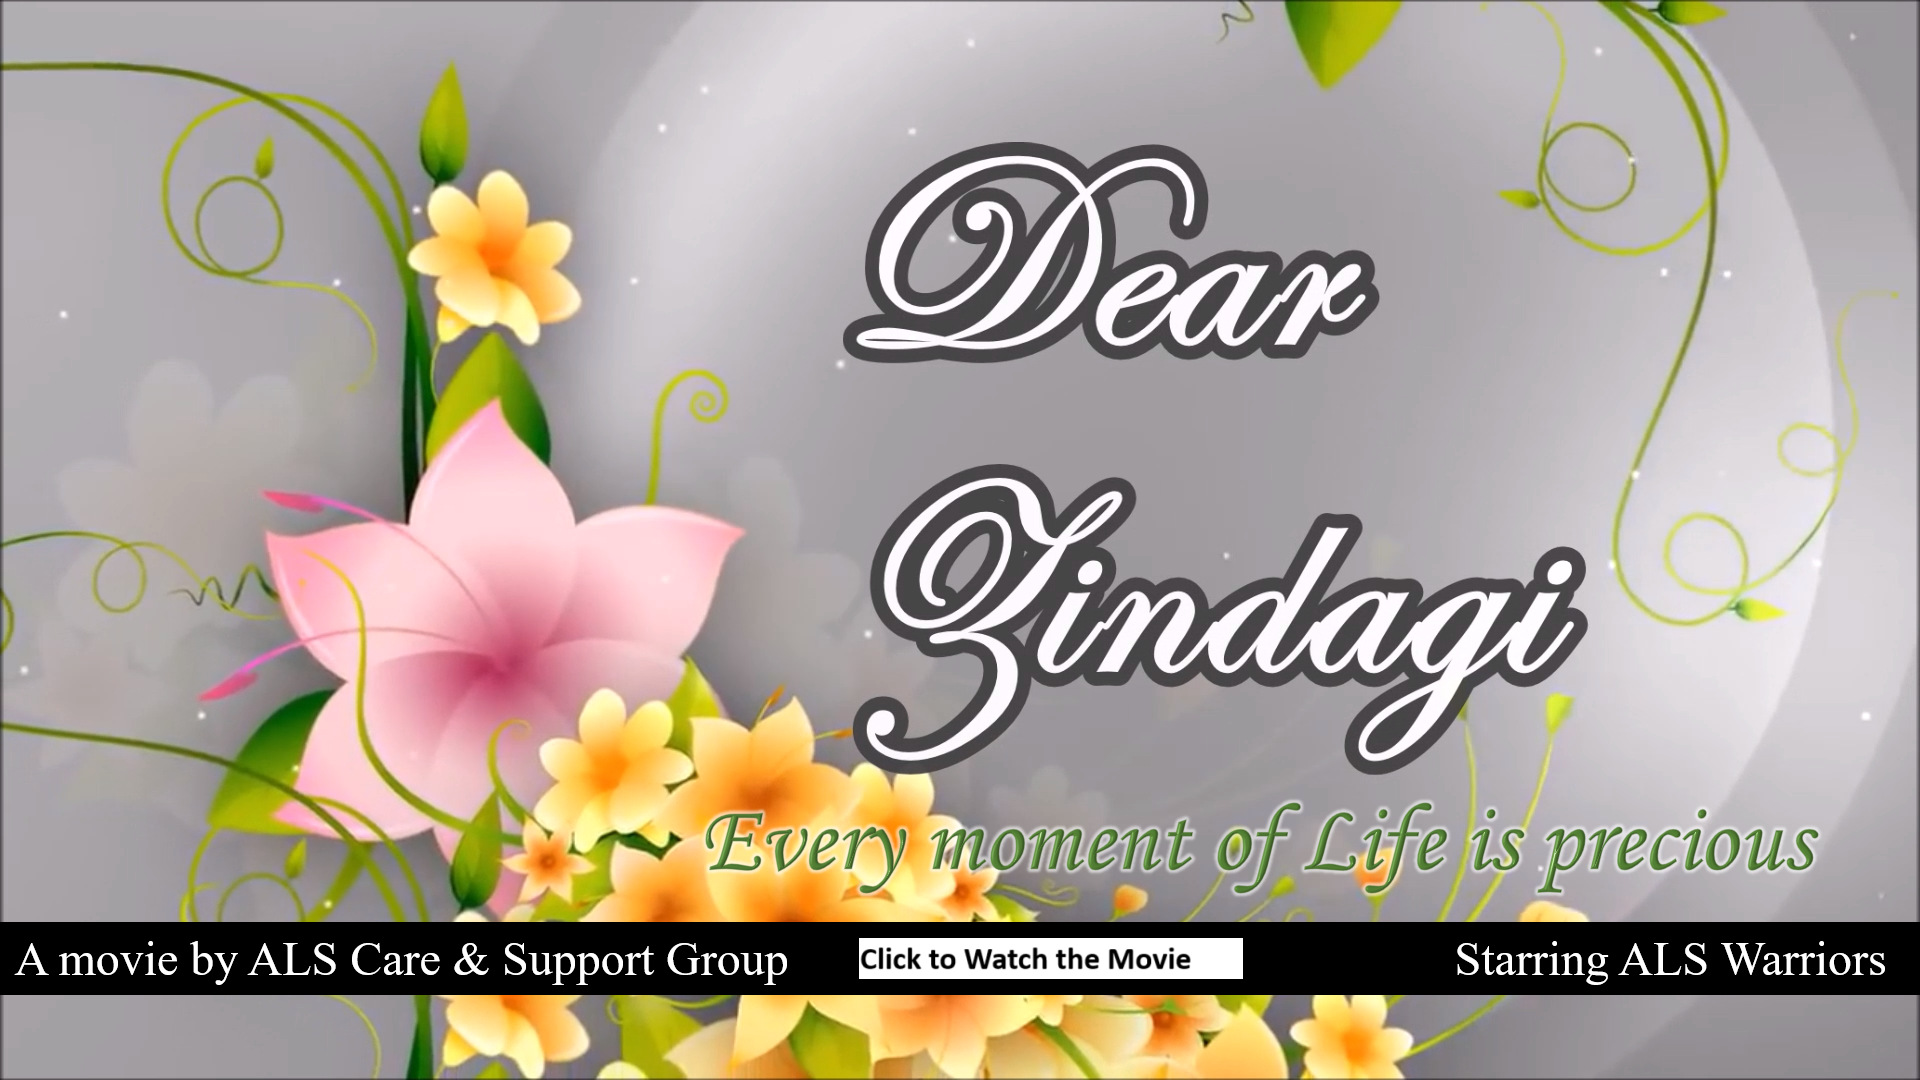 Dear
Zindagi
Every moment of Life is precious
A movie by ALS Care & Support Group
Click to Watch the Movie
Starring ALS Warriors